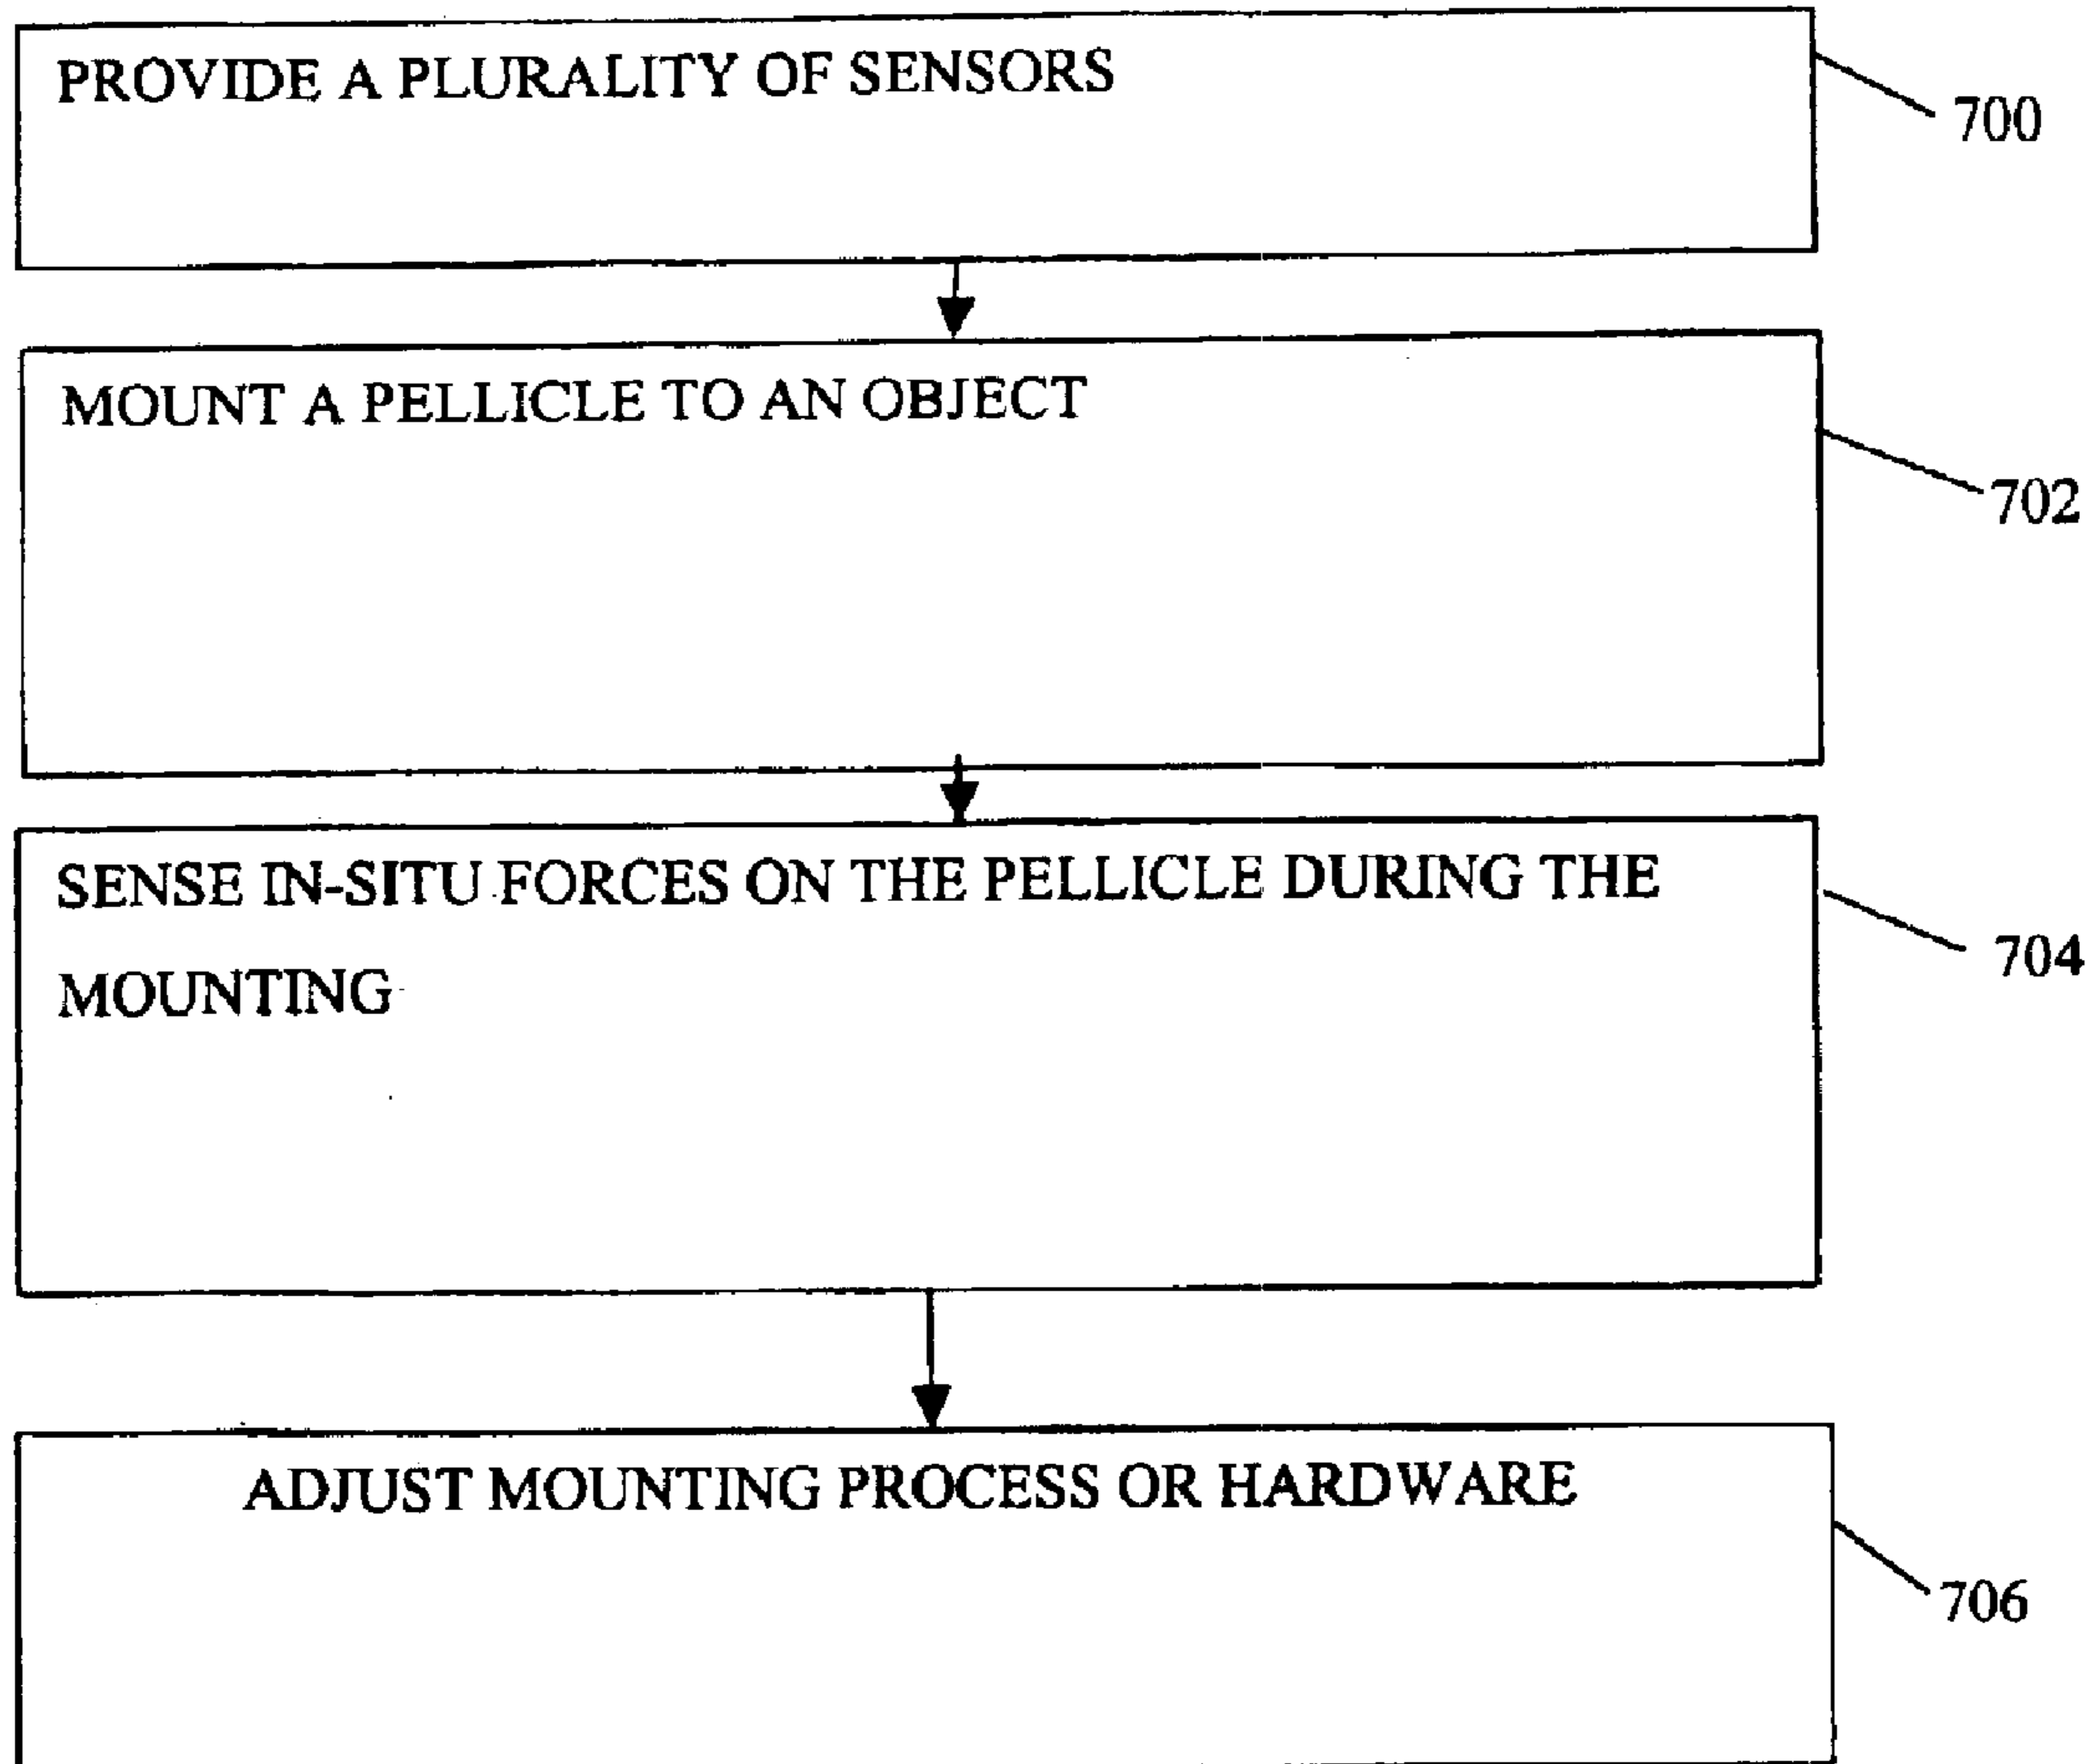 PROVIDE A PLURALITY OF SENSORS
700
MOUNT A PELLICLE TO AN OBJECT
702
SENSE IN-SITU FORCES ON THE PELLICLE DURING THE
MOUNTING
704
ADJUST MOUNTING PROCESS OR HARDWARE
706